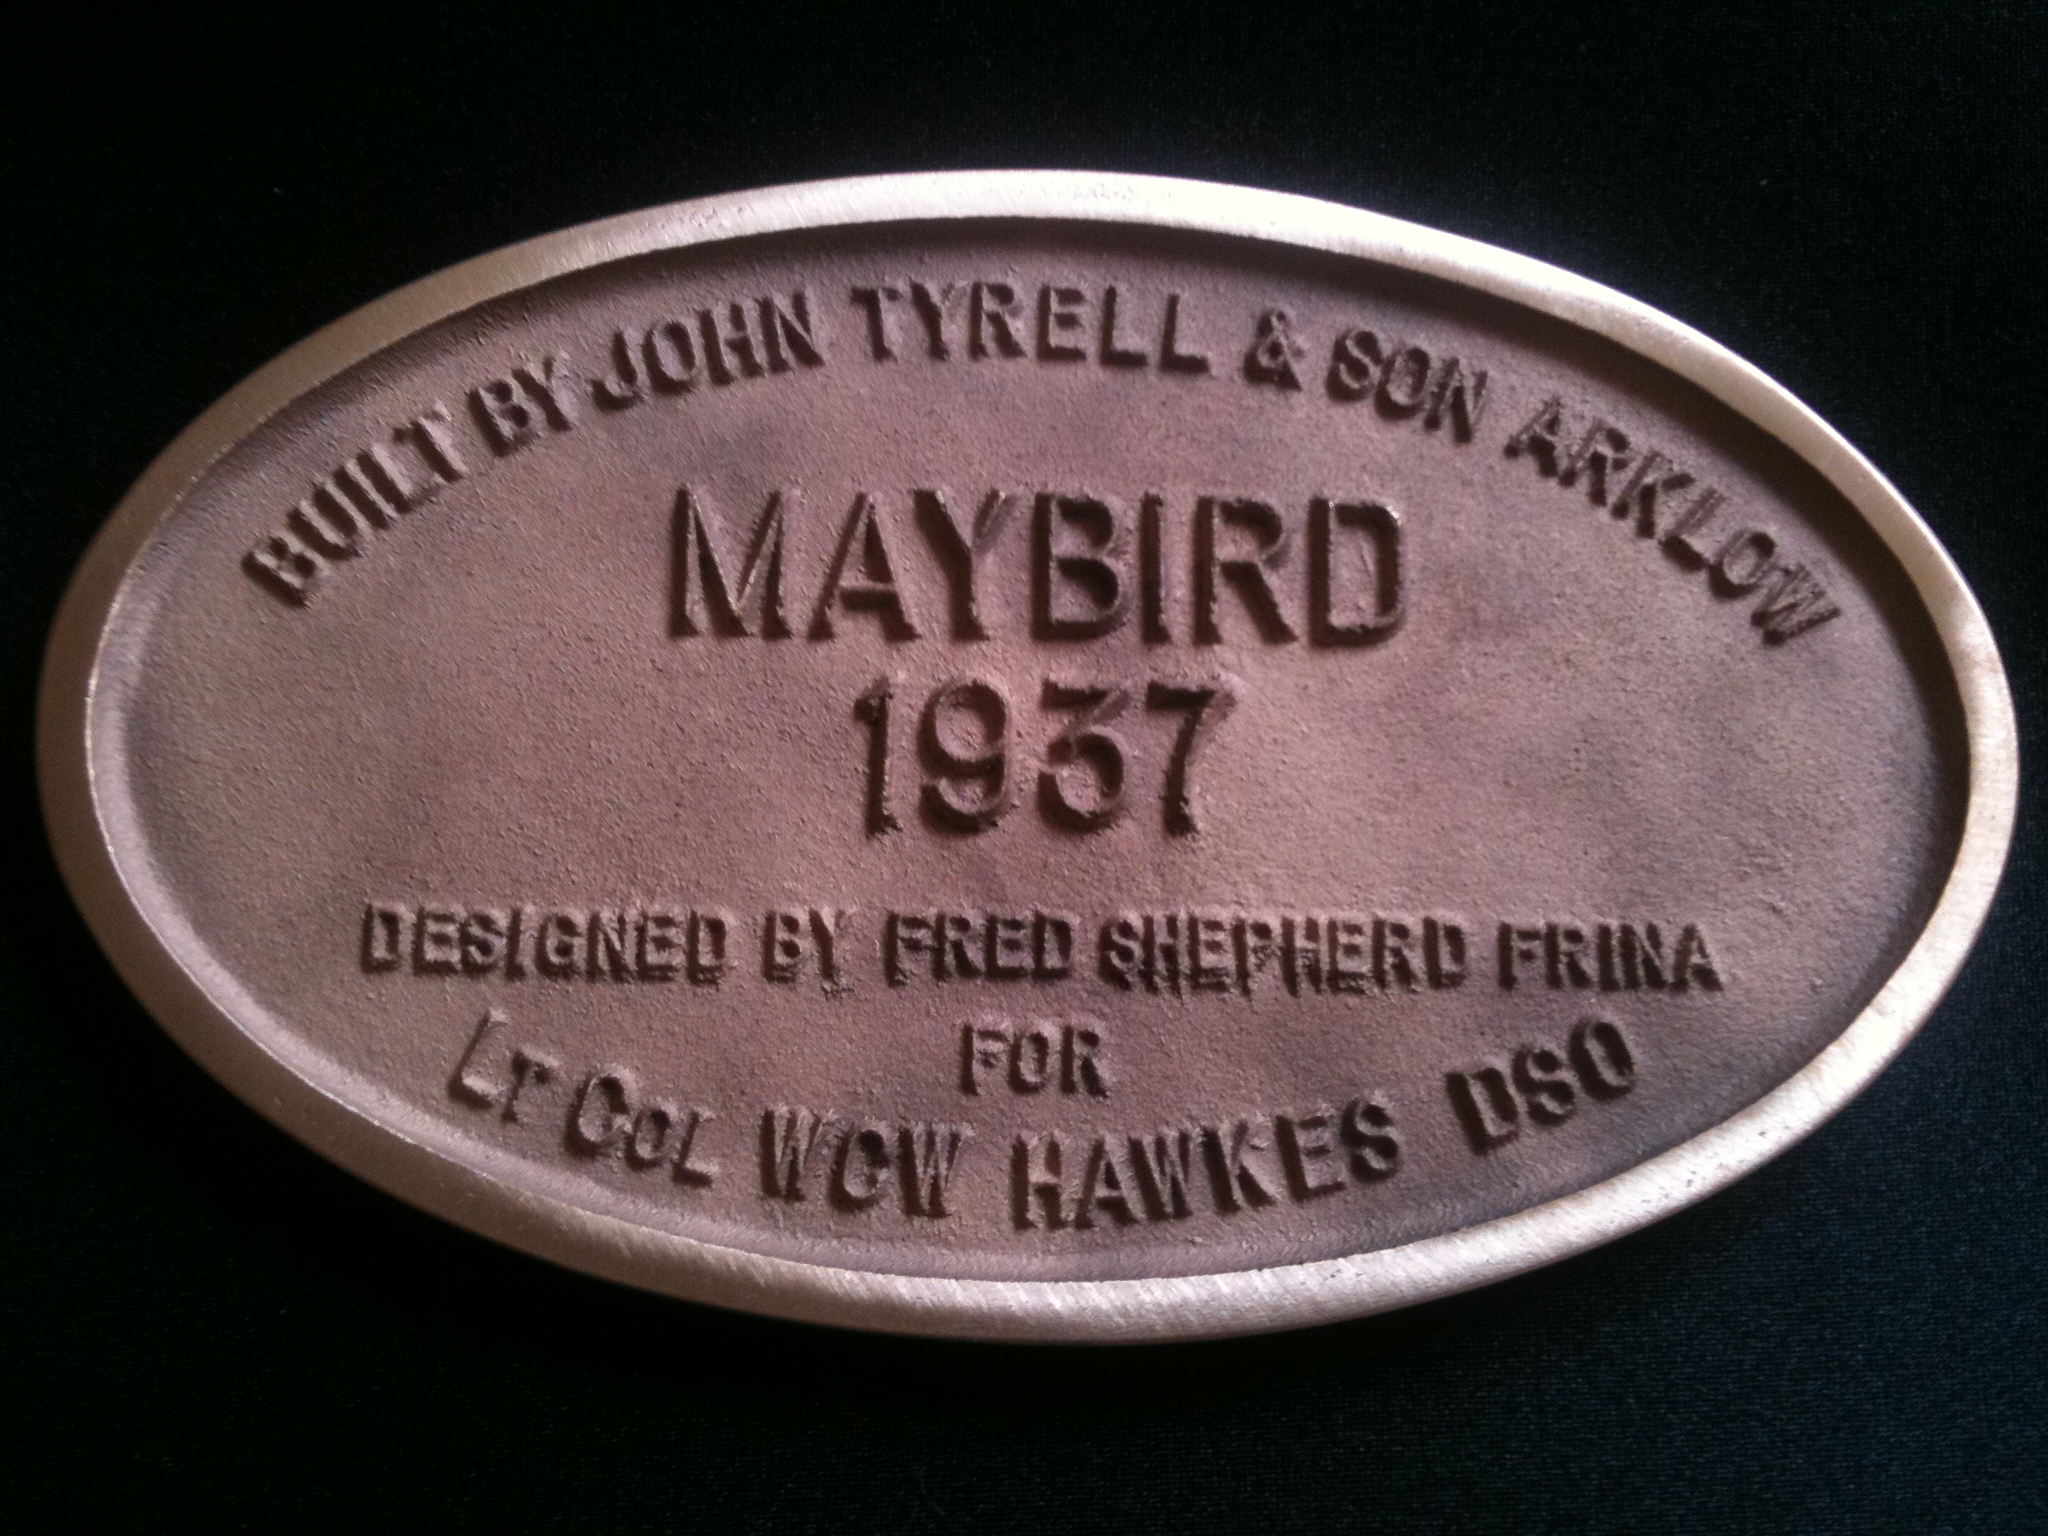 BUILT BY JOHN TYRELL & SON ARKLOW
MAYBIRD
1937
DESIGNED BY FRED SHEPHERD FRINA
FOR
LT COL WCW HAWKES DSO